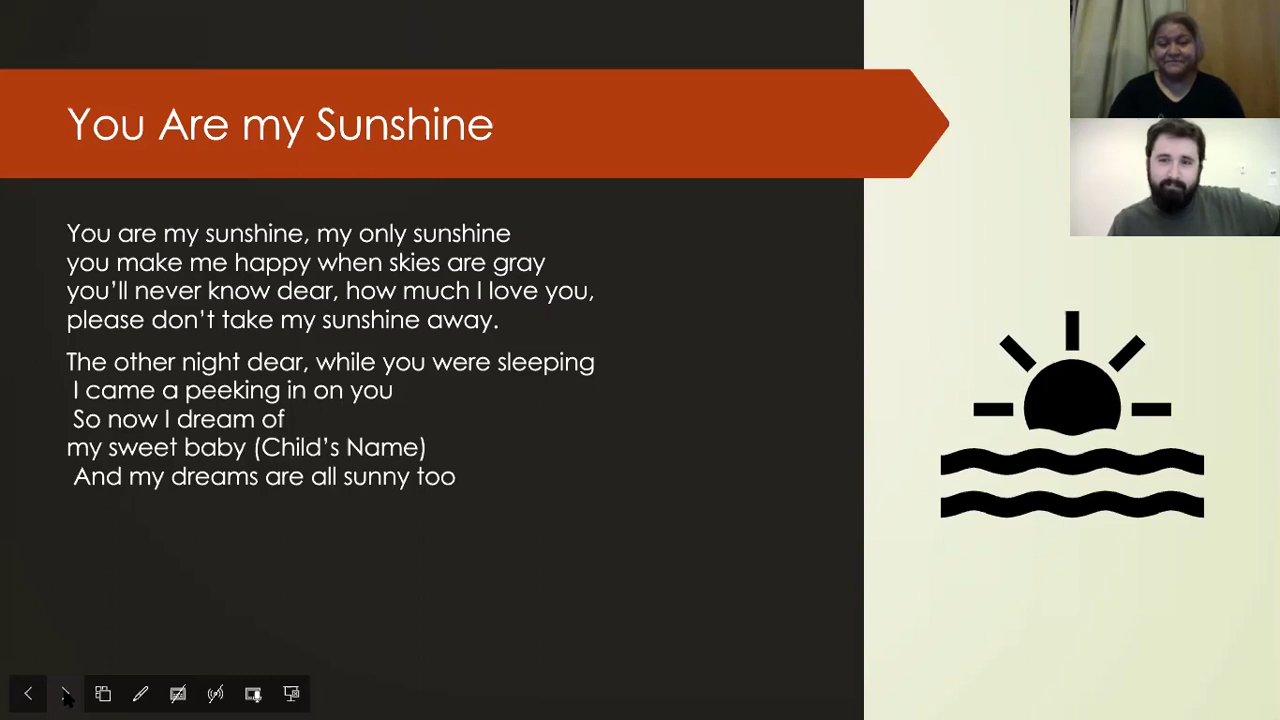 You Are my Sunshine
You are my sunshine, my only sunshine
you make me happy when skies are gray
you’ll never know dear, how much I love you,
please don’t take my sunshine away.
The other night dear, while you were sleeping
I came a peeking in on you
So now I dream of
my sweet baby (Child’s Name)
And my dreams are all sunny too